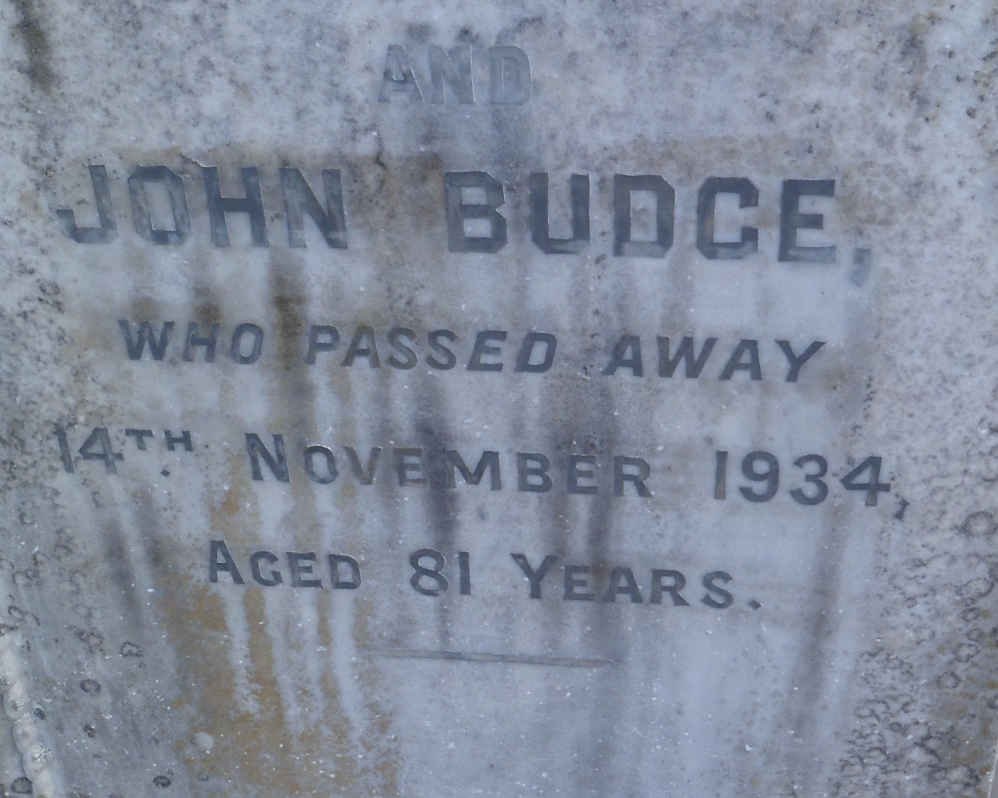 AND
JOHN BUDGE,
WHO PASSED AWAY
14TH NOVEMBER 1934,
AGED 81 YEARS.